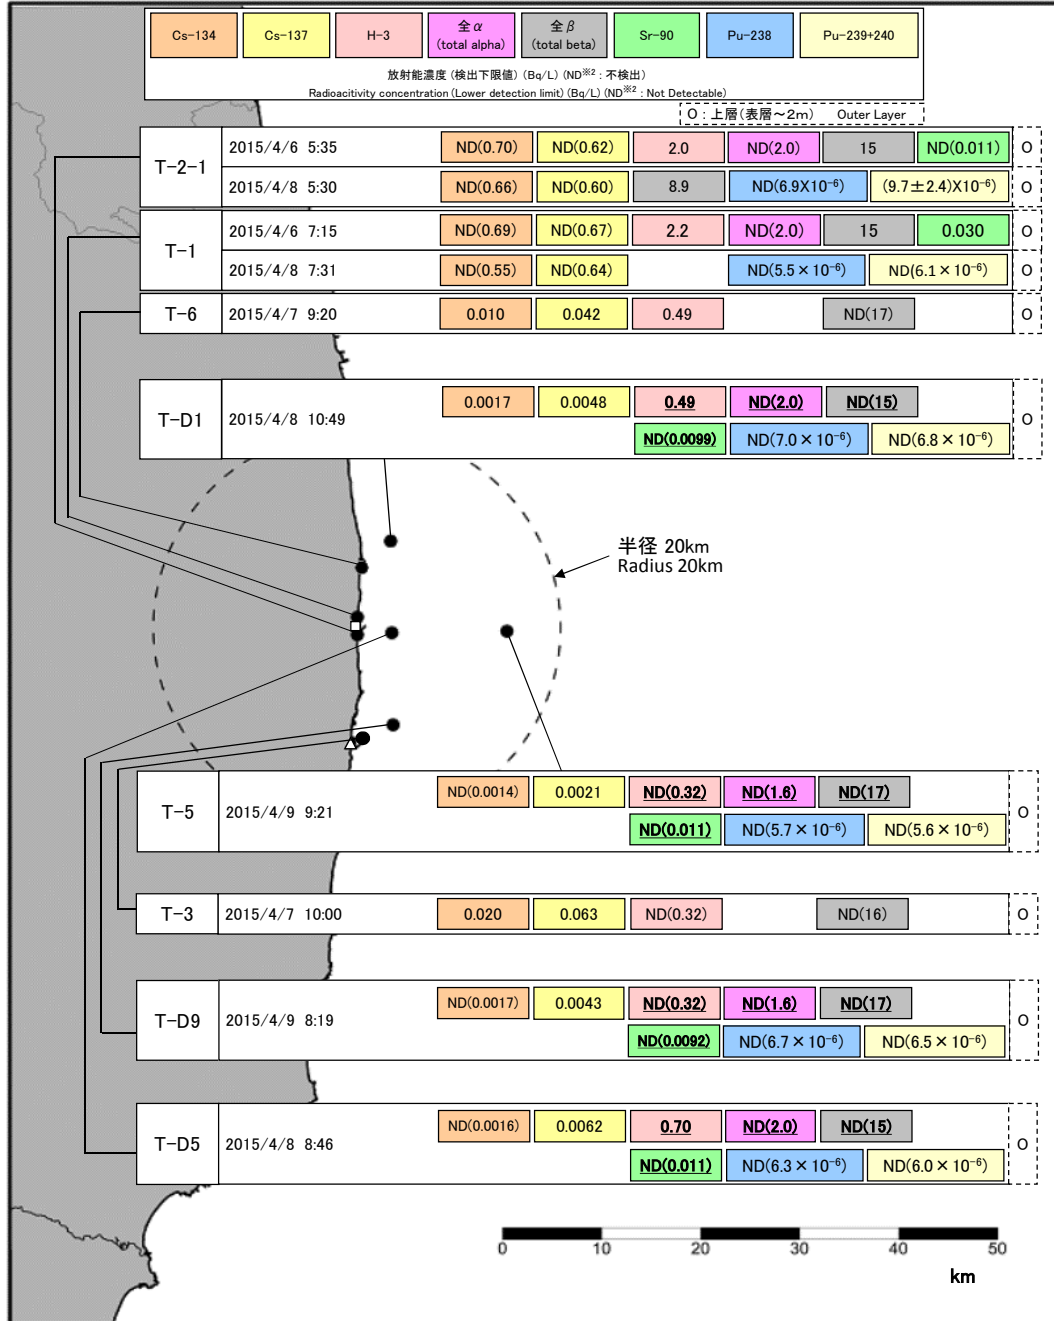 Cs-134 Cs-137 H-3 全α (total alpha) 全β (total beta) Sr-90 Pu-238 Pu-239+240
放射能濃度 (検出下限値) (Bq/L) (ND※2 : 不検出)
Radioacitivity concentration (Lower detection limit) (Bq/L) (ND※2 : Not Detectable)
O : 上層(表層～2m) Outer Layer
T-2-1
2015/4/6 5:35 ND(0.70) ND(0.62) 2.0 ND(2.0) 15 ND(0.011) O
2015/4/8 5:30 ND(0.66) ND(0.60) 8.9 ND(6.9X10⁻⁶) (9.7±2.4)X10⁻⁶) O
T-1
2015/4/6 7:15 ND(0.69) ND(0.67) 2.2 ND(2.0) 15 0.030 O
2015/4/8 7:31 ND(0.55) ND(0.64) ND(5.5×10⁻⁶) ND(6.1×10⁻⁶) O
T-6 2015/4/7 9:20 0.010 0.042 0.49 ND(17) O
T-D1 2015/4/8 10:49 0.0017 0.0048 0.49 ND(2.0) ND(15) O
ND(0.0099) ND(7.0×10⁻⁶) ND(6.8×10⁻⁶)
半径 20km
Radius 20km
T-5 2015/4/9 9:21 ND(0.0014) 0.0021 ND(0.32) ND(1.6) ND(17) O
ND(0.011) ND(5.7×10⁻⁶) ND(5.6×10⁻⁶)
T-3 2015/4/7 10:00 0.020 0.063 ND(0.32) ND(16) O
T-D9 2015/4/9 8:19 ND(0.0017) 0.0043 ND(0.32) ND(1.6) ND(17) O
ND(0.0092) ND(6.7×10⁻⁶) ND(6.5×10⁻⁶)
T-D5 2015/4/8 8:46 ND(0.0016) 0.0062 0.70 ND(2.0) ND(15) O
ND(0.011) ND(6.3×10⁻⁶) ND(6.0×10⁻⁶)
0 10 20 30 40 50
km